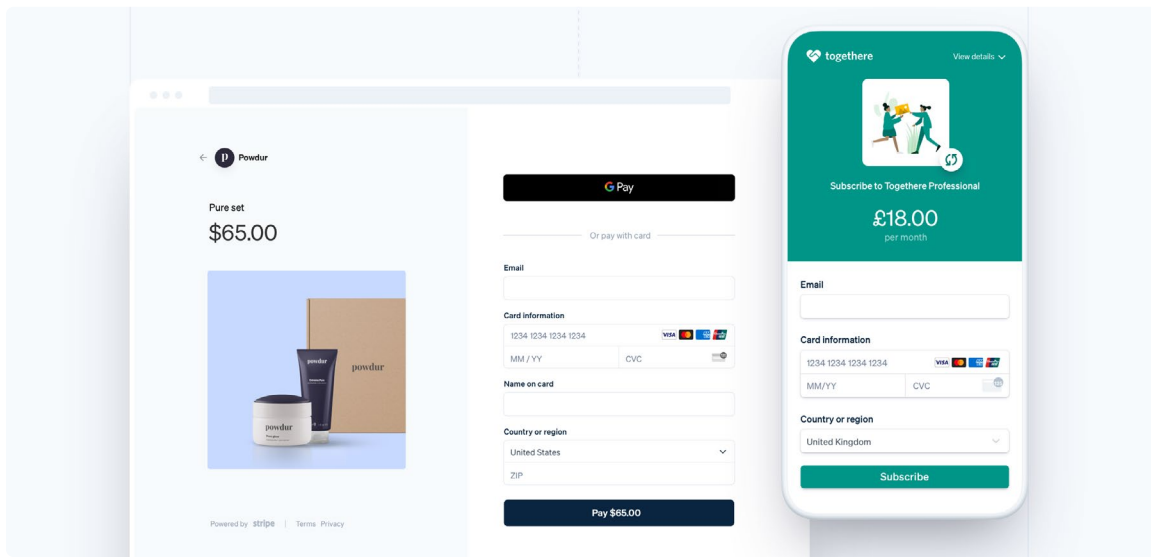 Powdur
Pure set
$65.00
powdur
powdur
powdur
Powered by stripe | Terms Privacy
G Pay
Or pay with card
Email
Card information
1234 1234 1234 1234 VISA
MM / YY CVC
Name on card
Country or region
United States
ZIP
Pay $65.00
togethere View details
Subscribe to Togethere Professional
£18.00
per month
Email
Card information
1234 1234 1234 1234 VISA
MM/YY CVC
Country or region
United Kingdom
Subscribe